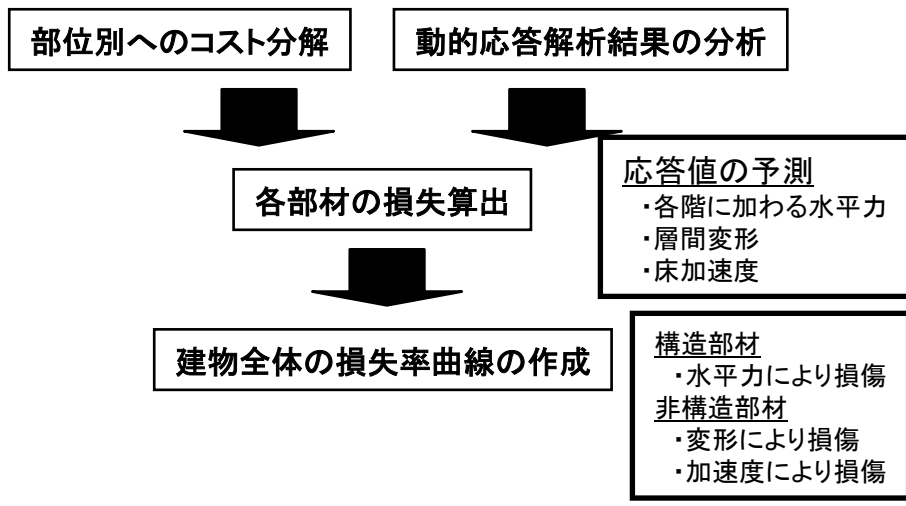 部位別へのコスト分解
動的応答解析結果の分析
各部材の損失算出
応答値の予測
・各階に加わる水平力
・層間変形
・床加速度
建物全体の損失率曲線の作成
構造部材
・水平力により損傷
非構造部材
・変形により損傷
・加速度により損傷